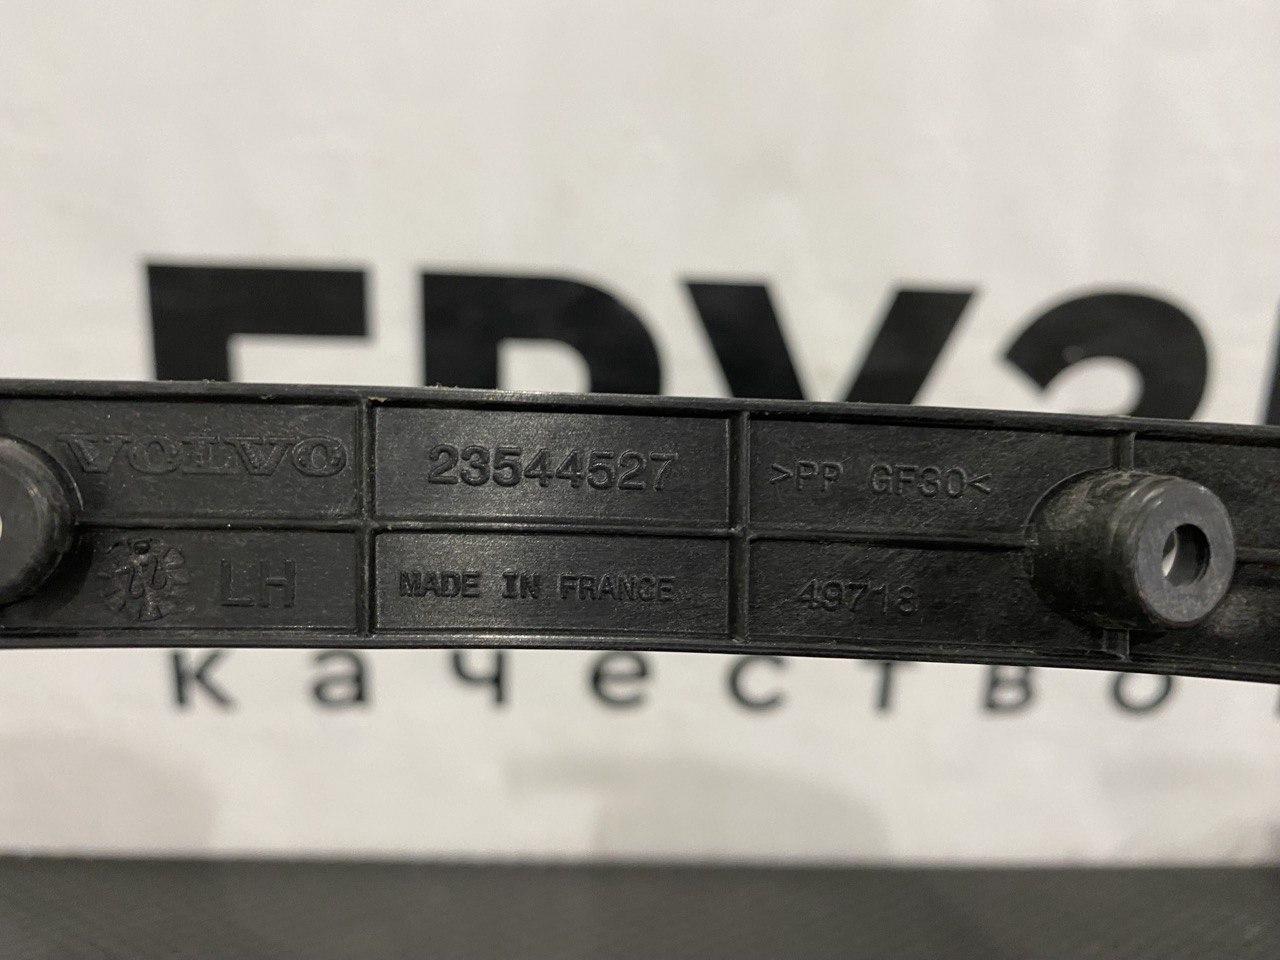 VOLVO
23544527
>PP GF30<
LH
MADE IN FRANCE
49718
качество